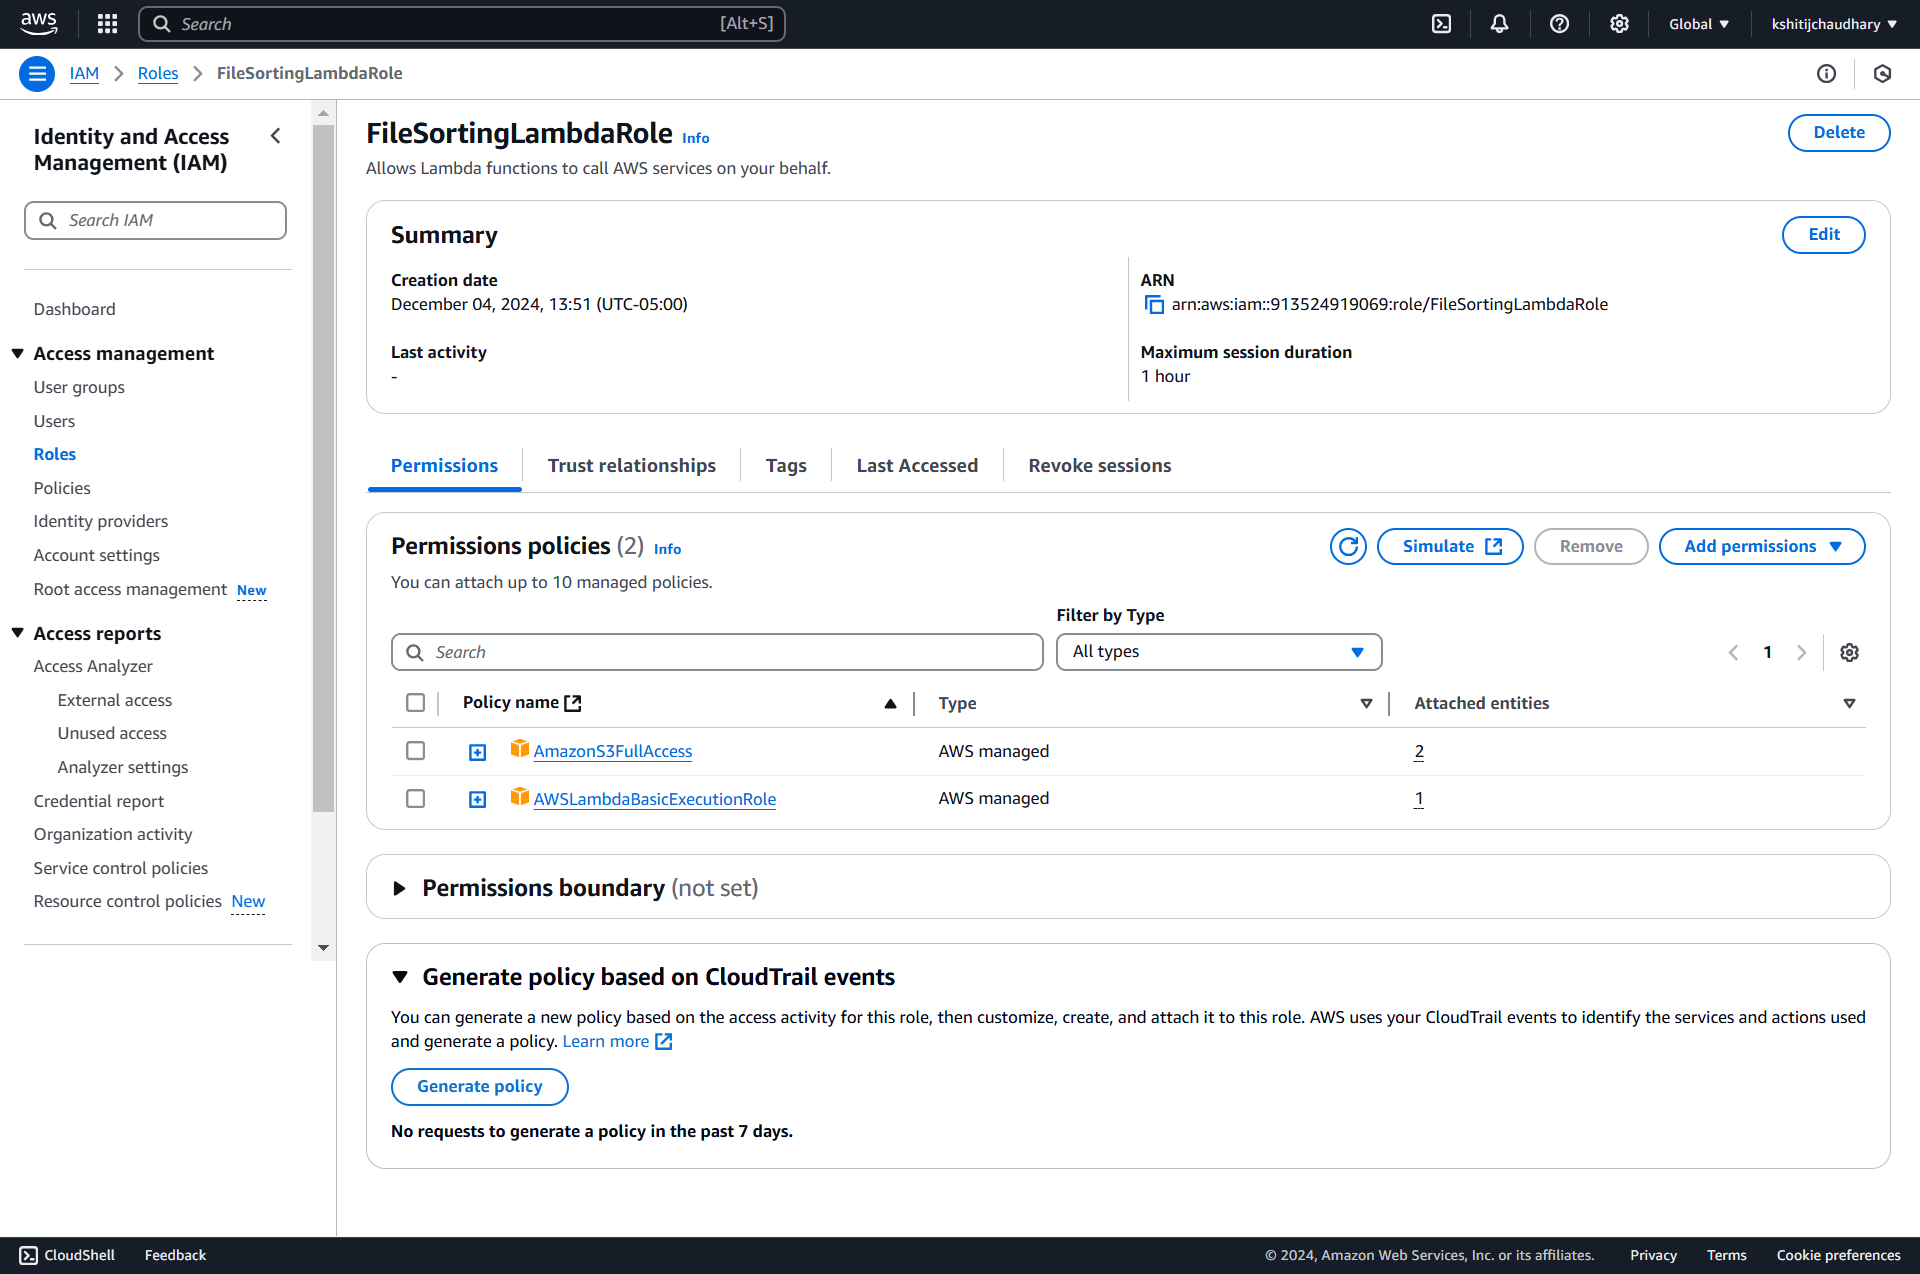 aws
Search [Alt+S]
Global
kshitijchaudhary
IAM
Roles
FileSortingLambdaRole
Identity and Access
Management (IAM)
Search IAM
Dashboard
Access management
User groups
Users
Roles
Policies
Identity providers
Account settings
Root access management New
Access reports
Access Analyzer
External access
Unused access
Analyzer settings
Credential report
Organization activity
Service control policies
Resource control policies New
FileSortingLambdaRole Info
Delete
Allows Lambda functions to call AWS services on your behalf.
Summary
Edit
Creation date
December 04, 2024, 13:51 (UTC-05:00)
ARN
arn:aws:iam::913524919069:role/FileSortingLambdaRole
Last activity
-
Maximum session duration
1 hour
Permissions
Trust relationships
Tags
Last Accessed
Revoke sessions
Permissions policies (2) Info
Simulate
Remove
Add permissions
You can attach up to 10 managed policies.
Filter by Type
Search
All types
1
Policy name
Type
Attached entities
AmazonS3FullAccess
AWS managed
2
AWSLambdaBasicExecutionRole
AWS managed
1
Permissions boundary (not set)
Generate policy based on CloudTrail events
You can generate a new policy based on the access activity for this role, then customize, create, and attach it to this role. AWS uses your CloudTrail events to identify the services and actions used
and generate a policy. Learn more
Generate policy
No requests to generate a policy in the past 7 days.
CloudShell
Feedback
© 2024, Amazon Web Services, Inc. or its affiliates.
Privacy
Terms
Cookie preferences